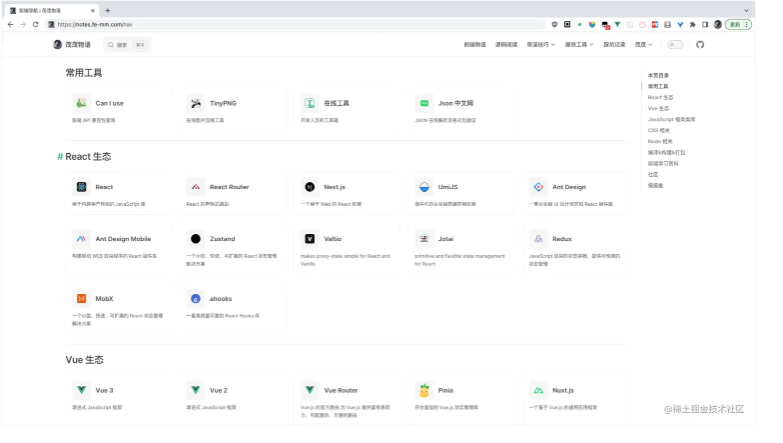 前端导航 | 茂茂物语
https://notes.fe-mm.com/nav
更新
茂茂物语
搜索
⌘ K
前端物语 源码阅读 奇淫技巧 提效工具 踩坑记录 茂茂
常用工具
Can I use
前端 API 兼容性查询
TinyPNG
在线图片压缩工具
在线工具
开发人员的工具箱
Json 中文网
JSON 在线解析及格式化验证
# React 生态
React
用于构建用户界面的 JavaScript 库
React Router
React 的声明式路由
Next.js
一个用于 Web 的 React 框架
UmiJS
Ant Design
一套企业级 UI 设计语言和 React 组件库
Ant Design Mobile
构建移动 WEB 应用程序的 React 组件库
Zustand
一个小型、快速、可扩展的 React 状态管理
解决方案
Valtio
makes proxy-state simple for React and
Vanilla
Jotai
primitive and flexible state management
for React
Redux
JavaScript 应用的状态容器，提供可预测的
状态管理
MobX
一个小型、快速、可扩展的 React 状态管理
解决方案
ahooks
一套高质量可靠的 React Hooks 库
Vue 生态
Vue 3
渐进式 JavaScript 框架
Vue 2
渐进式 JavaScript 框架
Vue Router
Vue.js 的官方路由 为 Vue.js 提供富有表现
力、可配置的、方便的路由
Pinia
符合直觉的 Vue.js 状态管理库
Nuxt.js
一个基于 Vue.js 的通用应用框架
本页目录
常用工具
React 生态
Vue 生态
JavaScript 框架类库
CSS 相关
Node 相关
编译&构建&打包
前端学习资料
社区
摸摸鱼
@稀土掘金技术社区